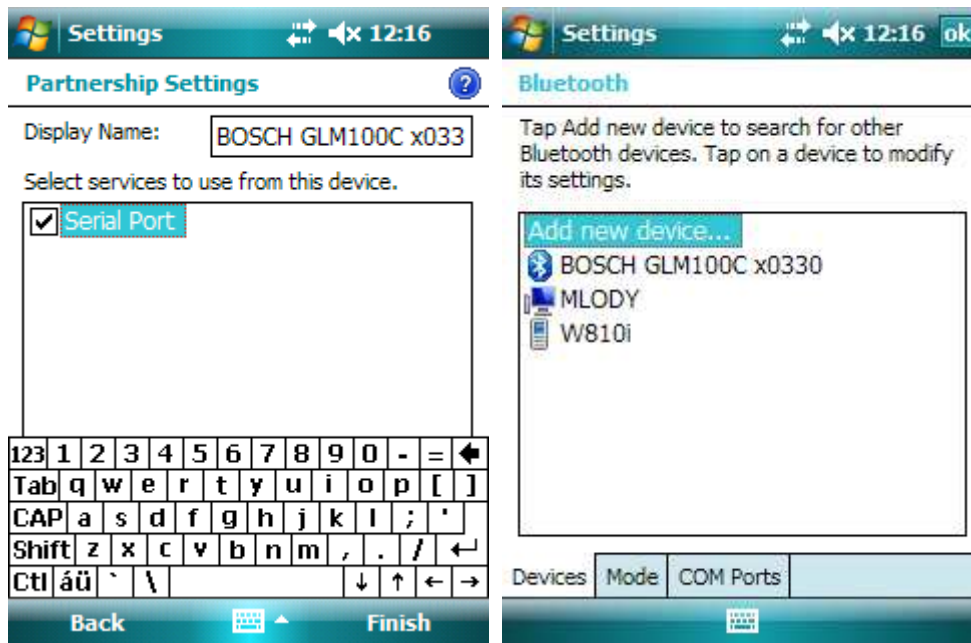 Settings 12:16
Partnership Settings ?
Display Name: BOSCH GLM100C x033
Select services to use from this device.
Serial Port
123 1 2 3 4 5 6 7 8 9 0 - =
Tab q w e r t y u i o p [ ]
CAP a s d f g h j k l ; '
Shift z x c v b n m , . /
Ctl áü ` \
Back Finish
Settings 12:16 ok
Bluetooth
Tap Add new device to search for other
Bluetooth devices. Tap on a device to modify
its settings.
Add new device...
BOSCH GLM100C x0330
MLODY
W810i
Devices Mode COM Ports